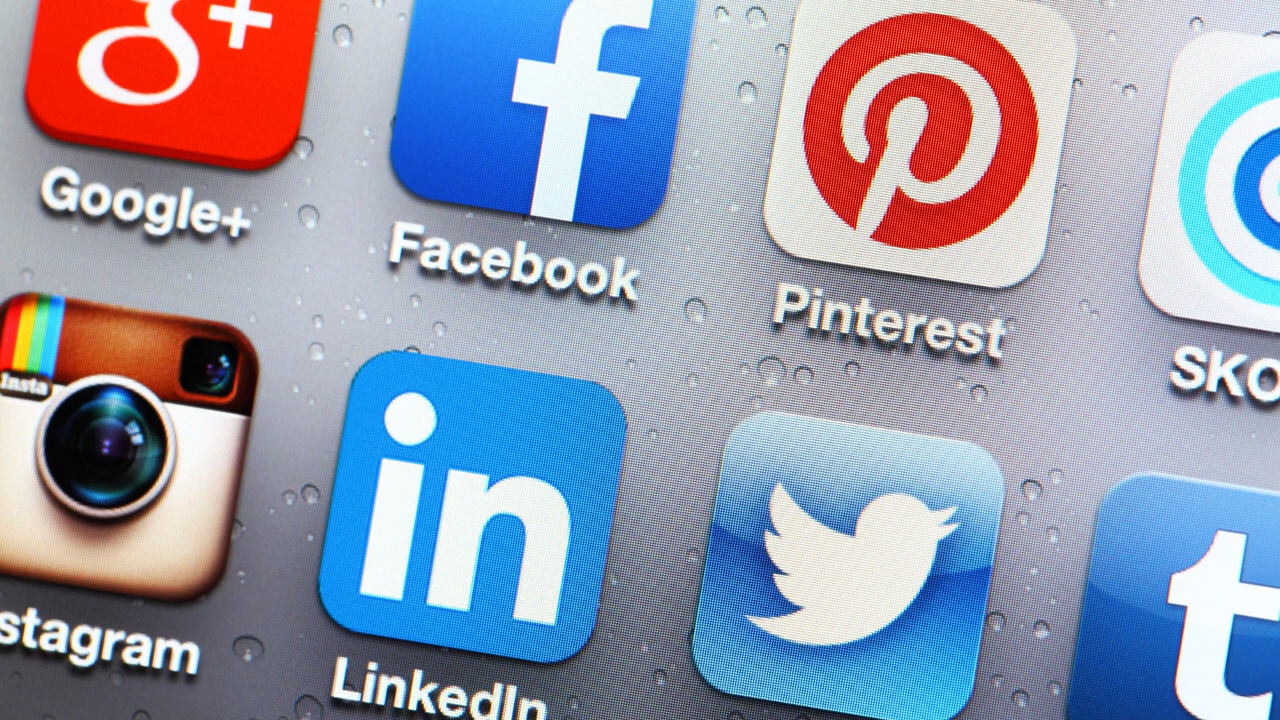 g+
f
Google+
Facebook
Pinterest
SKO
Insta
in
t
stagram
LinkedIn